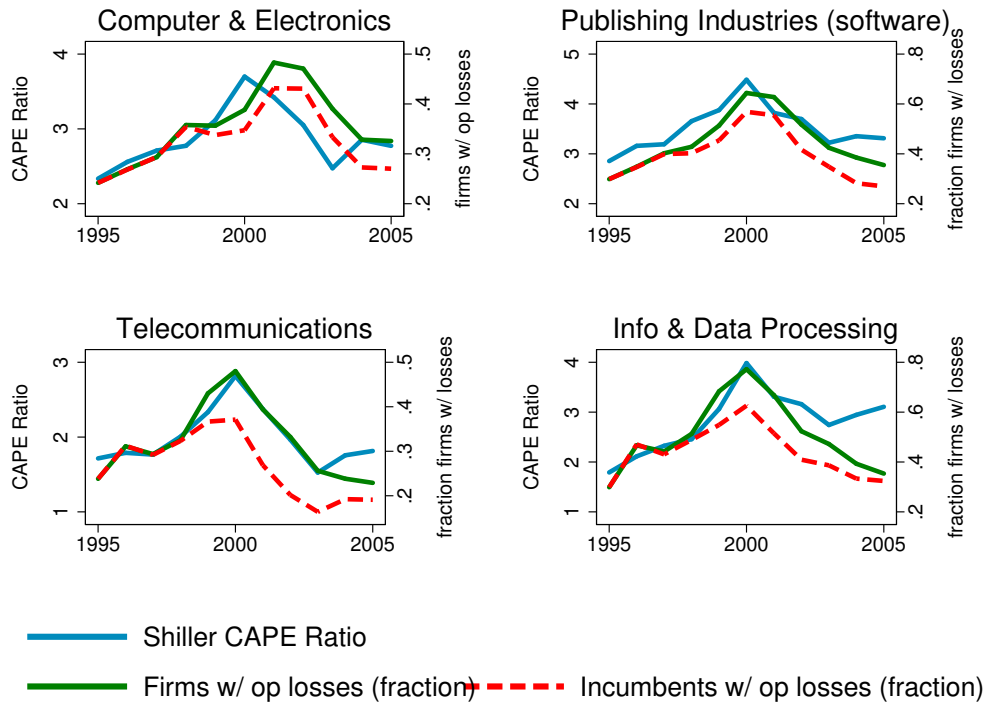 Computer & Electronics
CAPE Ratio
4
3
2
firms w/ op losses
.5
.4
.3
.2
1995
2000
2005
Publishing Industries (software)
CAPE Ratio
5
4
3
2
fraction firms w/ losses
.8
.6
.4
.2
1995
2000
2005
Telecommunications
CAPE Ratio
3
2
1
fraction firms w/ losses
.5
.4
.3
.2
1995
2000
2005
Info & Data Processing
CAPE Ratio
4
3
2
1
fraction firms w/ losses
.8
.6
.4
.2
1995
2000
2005
Shiller CAPE Ratio
Firms w/ op losses (fraction)
Incumbents w/ op losses (fraction)